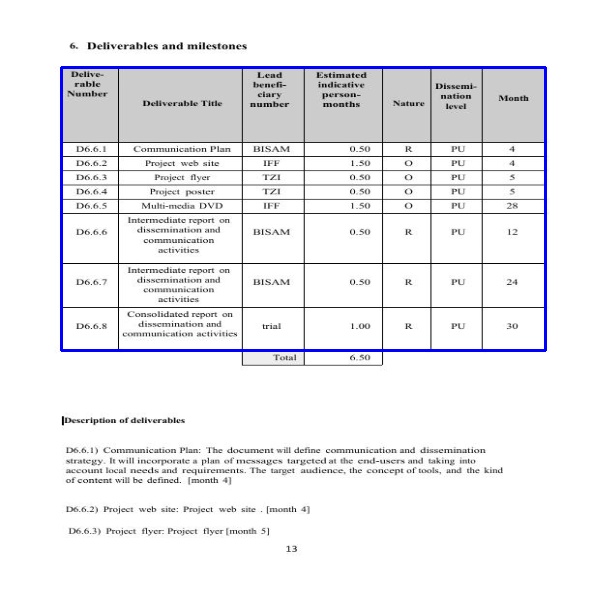 6. Deliverables and milestones
Delive-
rable
Number
Deliverable Title
Lead
benefi-
ciary
number
Estimated
indicative
person-
months
Nature
Dissemi-
nation
level
Month
D6.6.1 Communication Plan BISAM 0.50 R PU 4
D6.6.2 Project web site IFF 1.50 O PU 4
D6.6.3 Project flyer TZI 0.50 O PU 5
D6.6.4 Project poster TZI 0.50 O PU 5
D6.6.5 Multi-media DVD IFF 1.50 O PU 28
D6.6.6
Intermediate report on
dissemination and
communication
activities
BISAM 0.50 R PU 12
D6.6.7
Intermediate report on
dissemination and
communication
activities
BISAM 0.50 R PU 24
D6.6.8
Consolidated report on
dissemination and
communication activities
trial 1.00 R PU 30
Total 6.50
Description of deliverables
D6.6.1) Communication Plan: The document will define communication and dissemination
strategy. It will incorporate a plan of messages targeted at the end-users and taking into
account local needs and requirements. The target audience, the concept of tools, and the kind
of content will be defined. [month 4]
D6.6.2) Project web site: Project web site . [month 4]
D6.6.3) Project flyer: Project flyer [month 5]
13